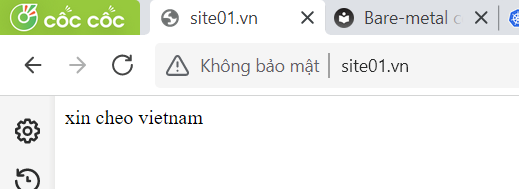 cốc cốc site01.vn Bare-metal
Không bảo mật site01.vn
xin cheo vietnam